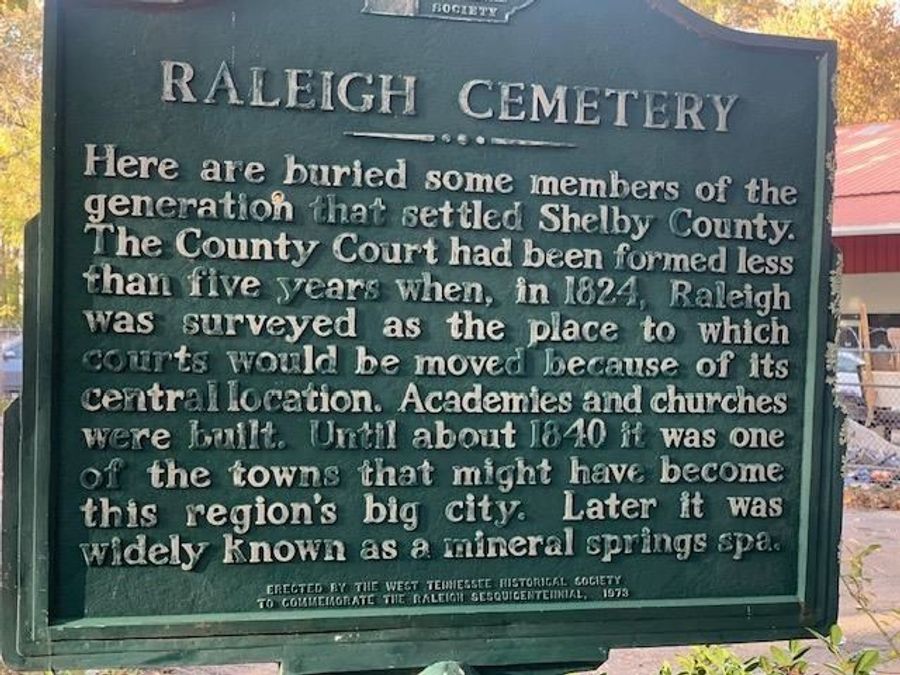 SOCIETY
RALEIGH CEMETERY
Here are buried some members of the
generation that settled Shelby County.
The County Court had been formed less
than five years when, in 1824, Raleigh
was surveyed as the place to which
courts would be moved because of its
central location. Academies and churches
were built. Until about 1840 it was one
of the towns that might have become
this region's big city. Later it was
widely known as a mineral springs spa.
ERECTED BY THE WEST TENNESSEE HISTORICAL SOCIETY
TO COMMEMORATE THE RALEIGH SESQUICENTENNIAL, 1973